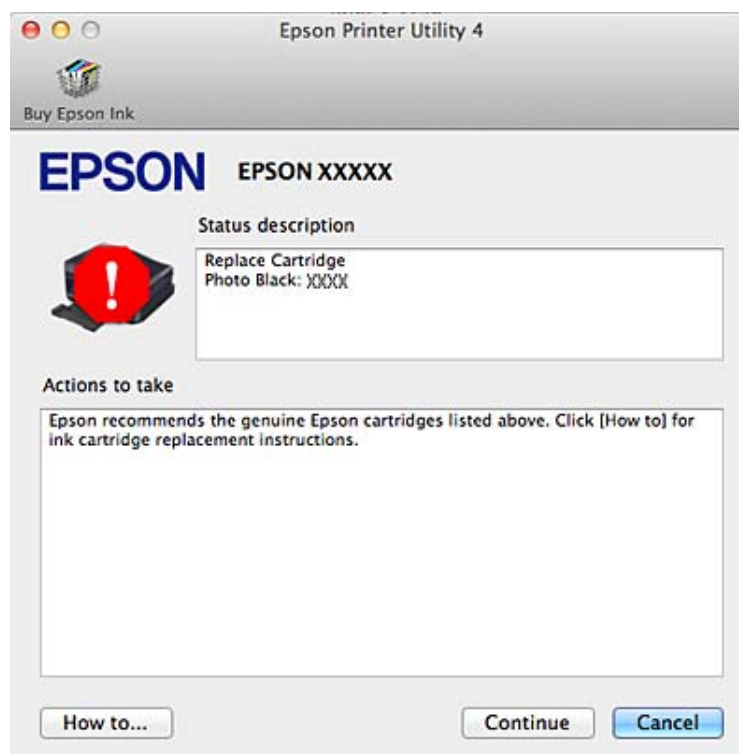 Epson Printer Utility 4
Buy Epson Ink
EPSON EPSON XXXXX
Status description
Replace Cartridge
Photo Black: XXXX
!
Actions to take
Epson recommends the genuine Epson cartridges listed above. Click [How to] for
ink cartridge replacement instructions.
How to... Continue Cancel